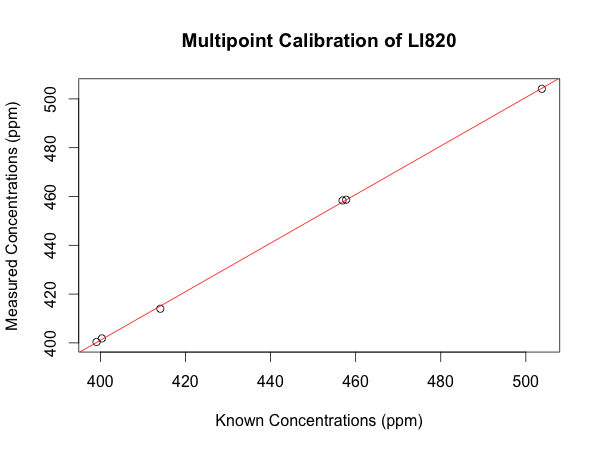 Multipoint Calibration of LI820
Measured Concentrations (ppm)
500
480
460
440
420
400
400 420 440 460 480 500
Known Concentrations (ppm)